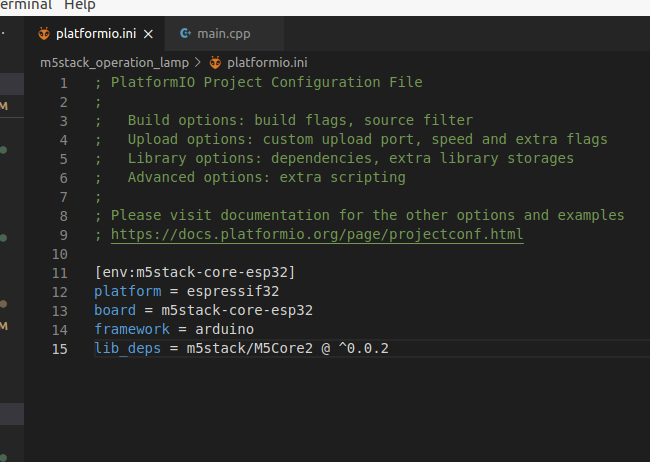 erminal Help
platformio.ini ×
main.cpp
m5stack_operation_lamp > platformio.ini
1 ; PlatformIO Project Configuration File
2 ;
3 ;   Build options: build flags, source filter
4 ;   Upload options: custom upload port, speed and extra flags
5 ;   Library options: dependencies, extra library storages
6 ;   Advanced options: extra scripting
7 ;
8 ; Please visit documentation for the other options and examples
9 ; https://docs.platformio.org/page/projectconf.html
10
11 [env:m5stack-core-esp32]
12 platform = espressif32
13 board = m5stack-core-esp32
14 framework = arduino
15 lib_deps = m5stack/M5Core2 @ ^0.0.2
M
M